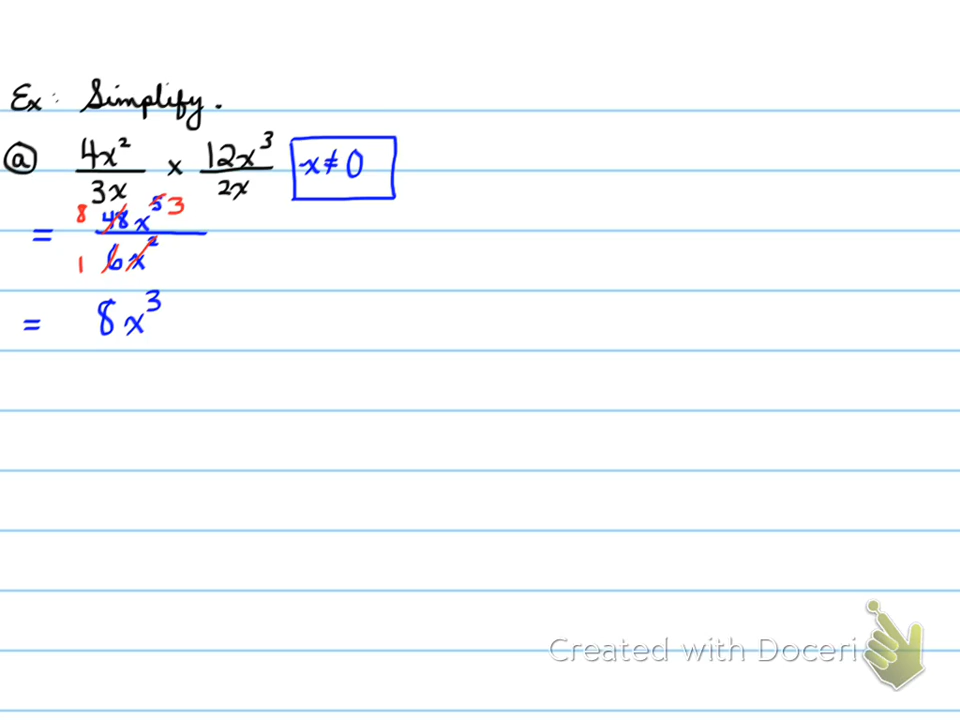 Ex: Simplify.
ⓐ 4x²/3x × 12x³/2x x≠0
8 48x⁵ 3
= ―
1 6x²
= 8x³
Created with Doceri